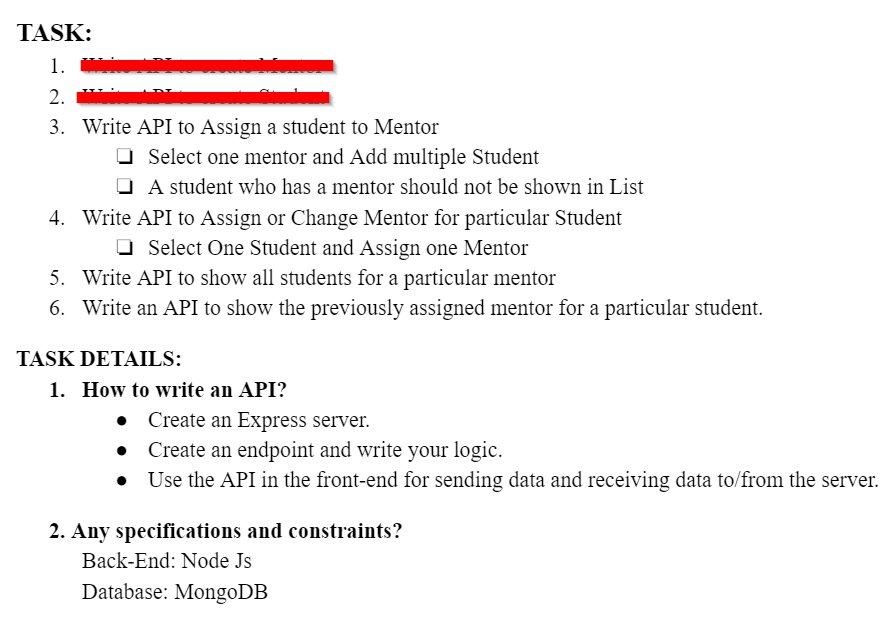 TASK:
1.
2.
3. Write API to Assign a student to Mentor
❏ Select one mentor and Add multiple Student
❏ A student who has a mentor should not be shown in List
4. Write API to Assign or Change Mentor for particular Student
❏ Select One Student and Assign one Mentor
5. Write API to show all students for a particular mentor
6. Write an API to show the previously assigned mentor for a particular student.
TASK DETAILS:
1. How to write an API?
● Create an Express server.
● Create an endpoint and write your logic.
● Use the API in the front-end for sending data and receiving data to/from the server.
2. Any specifications and constraints?
Back-End: Node Js
Database: MongoDB